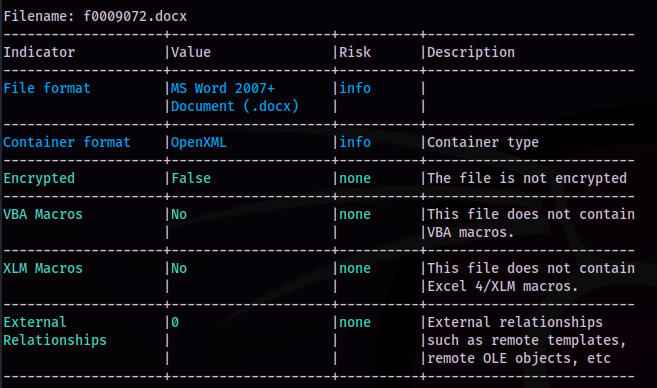 Filename: f0009072.docx
--------------------+--------------------+----------+--------------------------
Indicator           |Value               |Risk      |Description
--------------------+--------------------+----------+--------------------------
File format         |MS Word 2007+       |info      |
                    |Document (.docx)    |          |
--------------------+--------------------+----------+--------------------------
Container format    |OpenXML             |info      |Container type
--------------------+--------------------+----------+--------------------------
Encrypted           |False               |none      |The file is not encrypted
--------------------+--------------------+----------+--------------------------
VBA Macros          |No                  |none      |This file does not contain
                    |                    |          |VBA macros.
--------------------+--------------------+----------+--------------------------
XLM Macros          |No                  |none      |This file does not contain
                    |                    |          |Excel 4/XLM macros.
--------------------+--------------------+----------+--------------------------
External            |0                   |none      |External relationships
Relationships       |                    |          |such as remote templates,
                    |                    |          |remote OLE objects, etc
--------------------+--------------------+----------+--------------------------